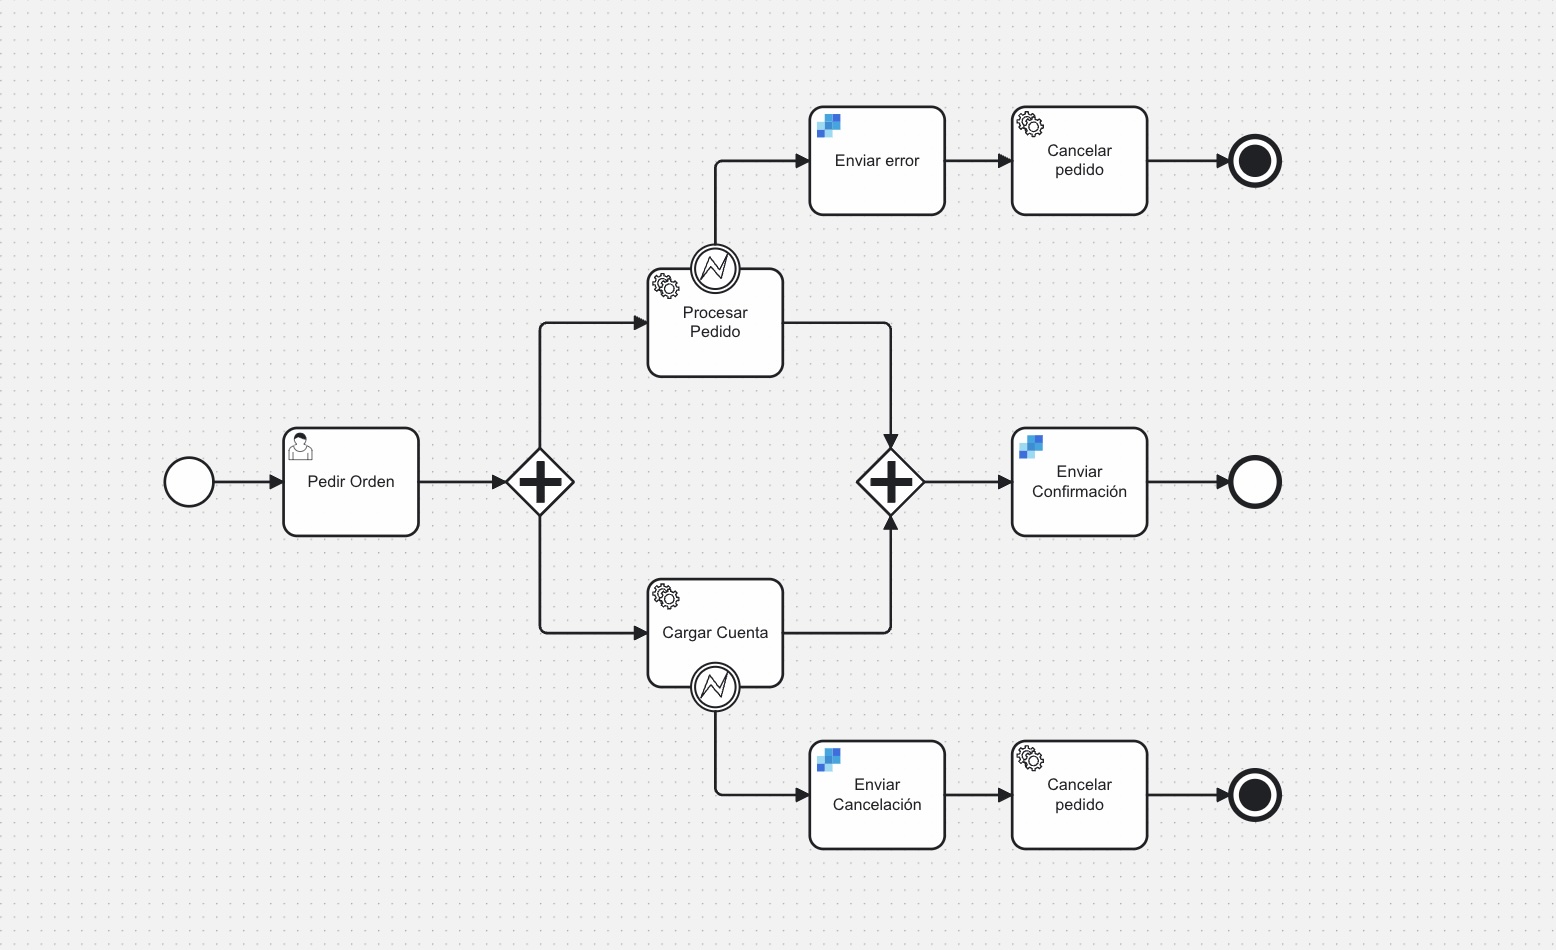 Enviar error
Cancelar
pedido
Procesar
Pedido
Pedir Orden
Enviar
Confirmación
Cargar Cuenta
Enviar
Cancelación
Cancelar
pedido